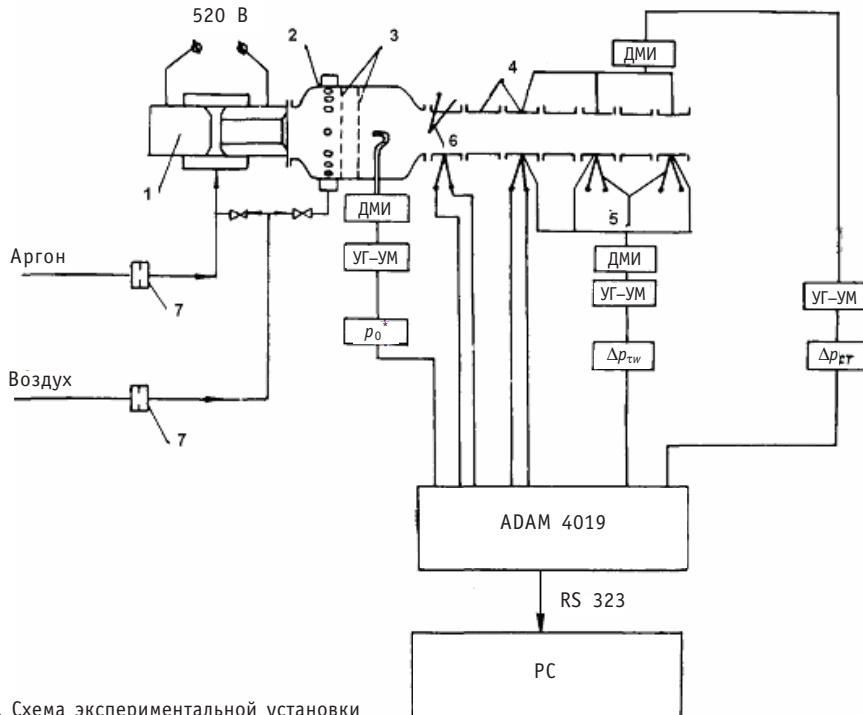 520 В
2
3
4
ДМИ
1
6
ДМИ
5
ДМИ
Аргон
УГ–УМ
УГ–УМ
УГ–УМ
7
p0*
Δpτw
Δpст
Воздух
7
ADAM 4019
RS 323
PC
. Схема экспериментальной установки